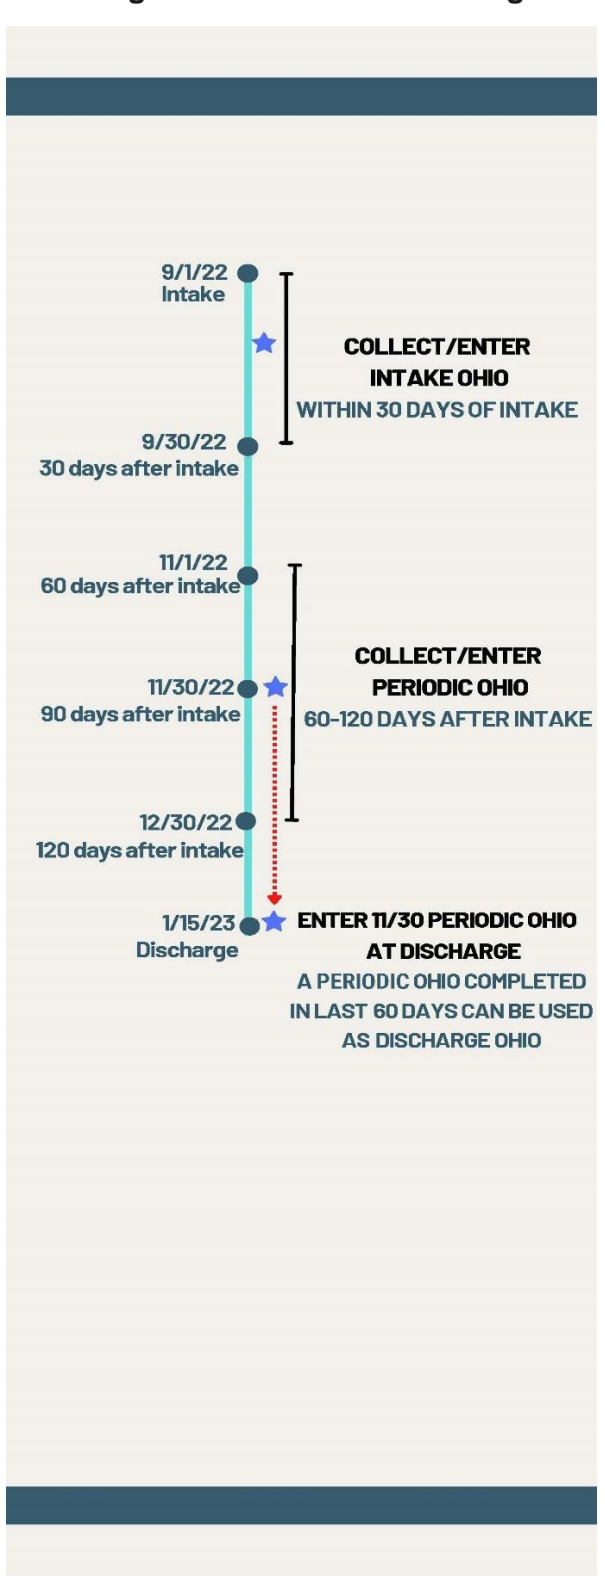 9/1/22
Intake
COLLECT/ENTER
INTAKE OHIO
WITHIN 30 DAYS OF INTAKE
9/30/22
30 days after intake
11/1/22
60 days after intake
COLLECT/ENTER
PERIODIC OHIO
60-120 DAYS AFTER INTAKE
11/30/22
90 days after intake
12/30/22
120 days after intake
1/15/23
Discharge
ENTER 11/30 PERIODIC OHIO
AT DISCHARGE
A PERIODIC OHIO COMPLETED
IN LAST 60 DAYS CAN BE USED
AS DISCHARGE OHIO